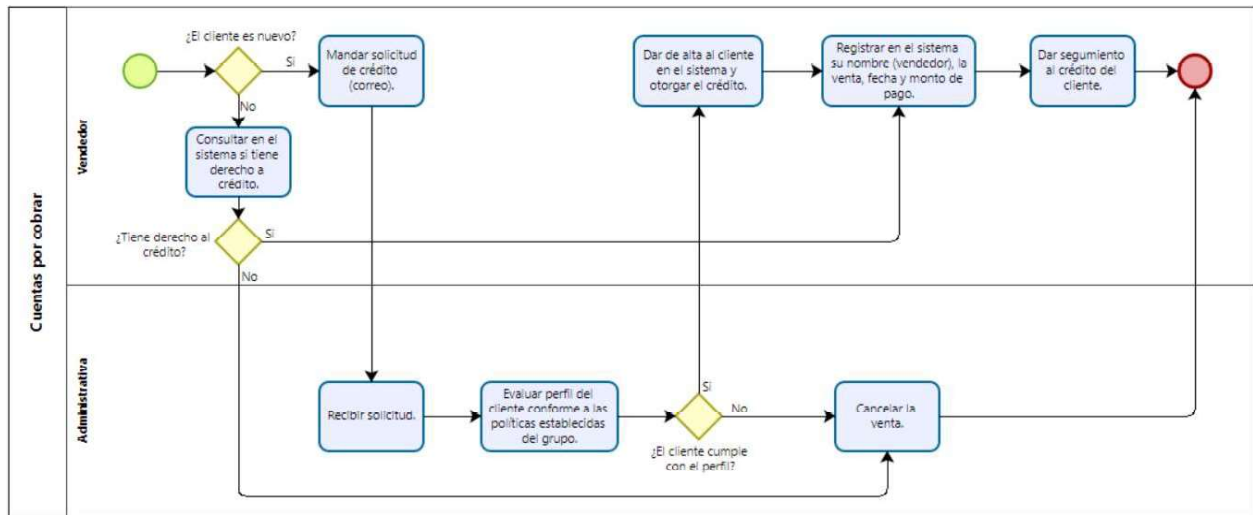 Cuentas por cobrar
Vendedor
¿El cliente es nuevo?
Si
No
Mandar solicitud
de crédito
(correo).
Consultar en el
sistema si tiene
derecho a
crédito.
¿Tiene derecho al
crédito?
Si
No
Dar de alta al cliente
en el sistema y
otorgar el crédito.
Registrar en el sistema
su nombre (vendedor), la
venta, fecha y monto de
pago.
Dar segumiento
al crédito del
cliente.
Administrativa
Recibir solicitud.
Evaluar perfil del
cliente conforme a las
políticas establecidas
del grupo.
Si
No
¿El cliente cumple
con el perfil?
Cancelar la
venta.